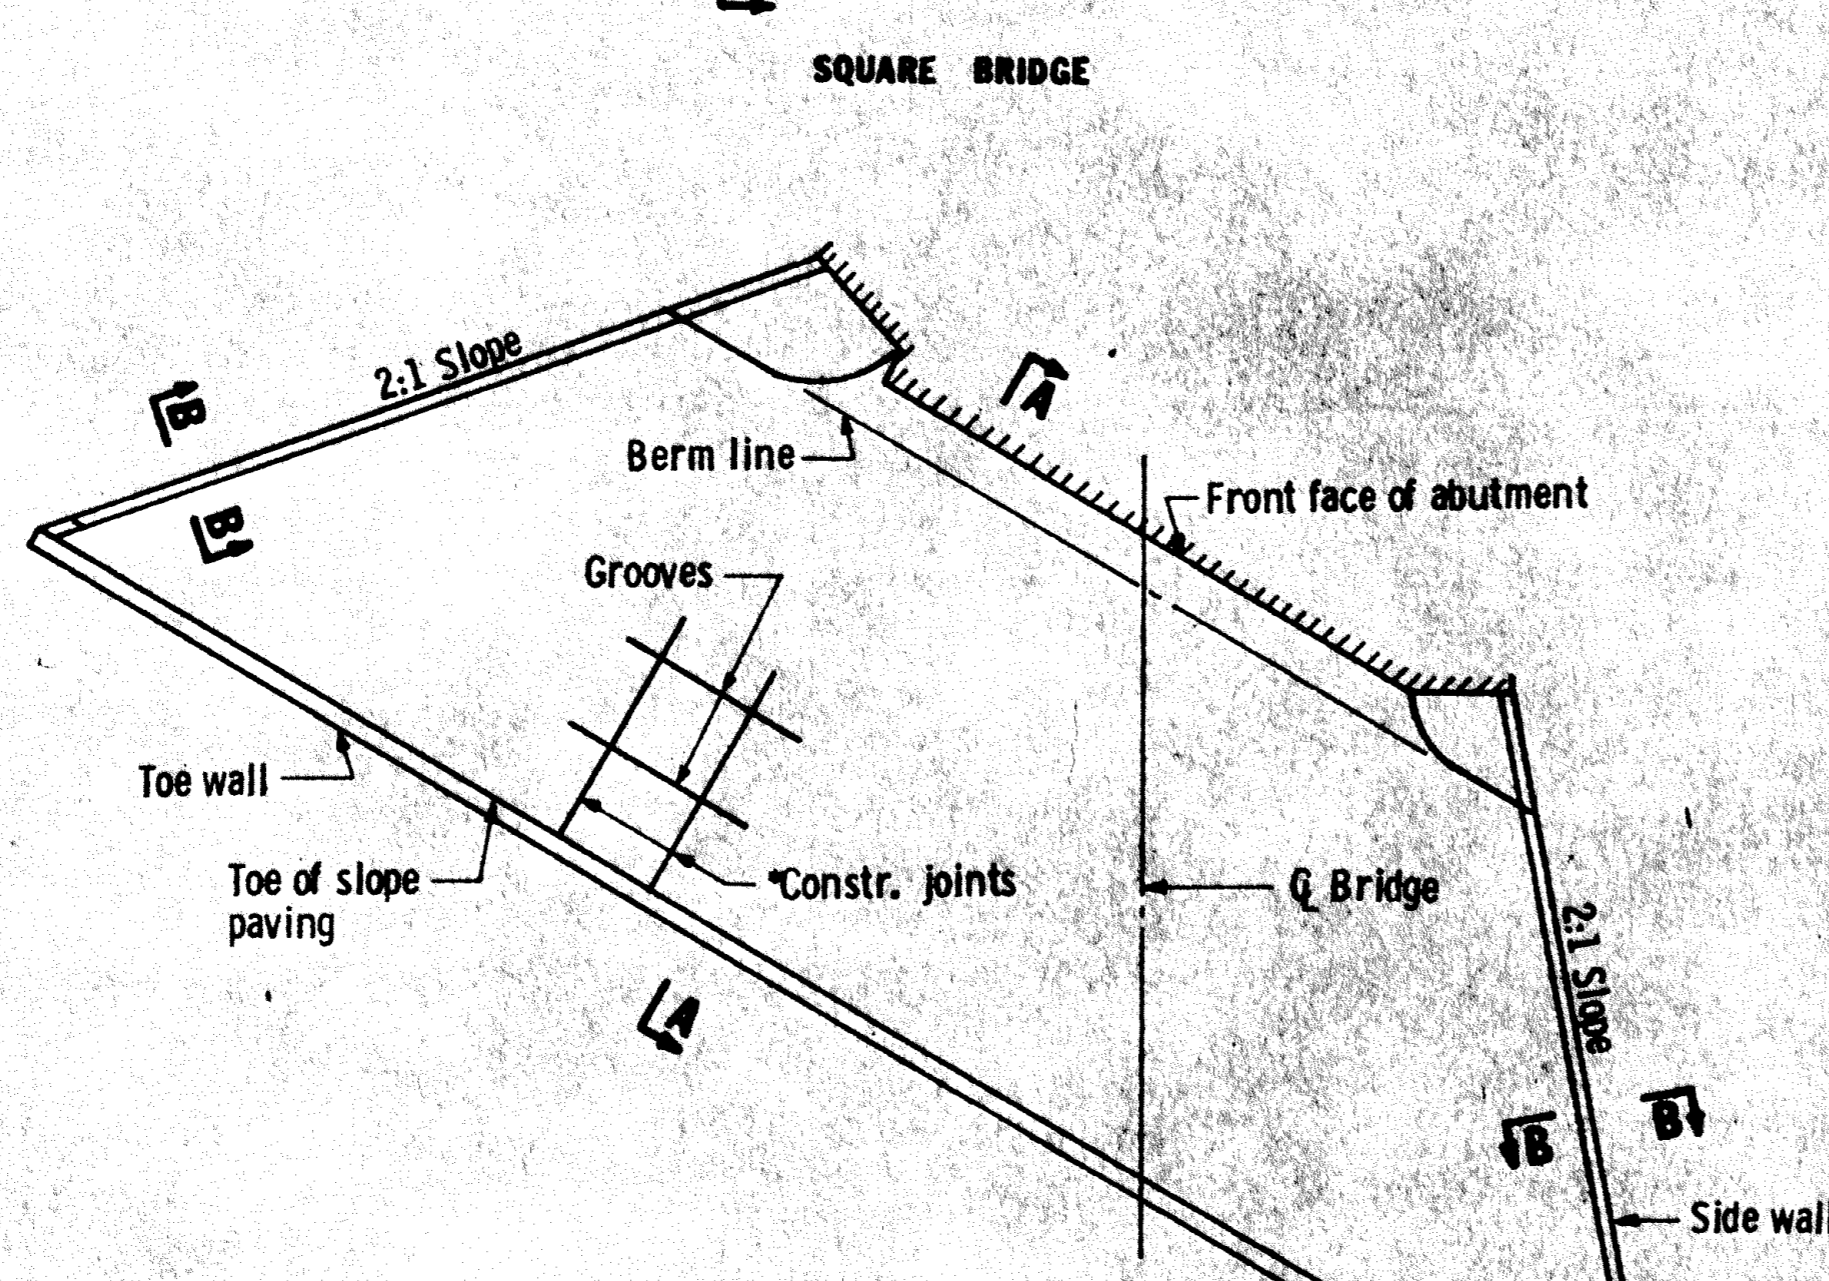 SQUARE BRIDGE
2:1 Slope
B
A
Berm line
Front face of abutment
B
Grooves
Toe wall
Toe of slope
paving
*Constr. joints
℄ Bridge
2:1 Slope
A
B
B
Side wall